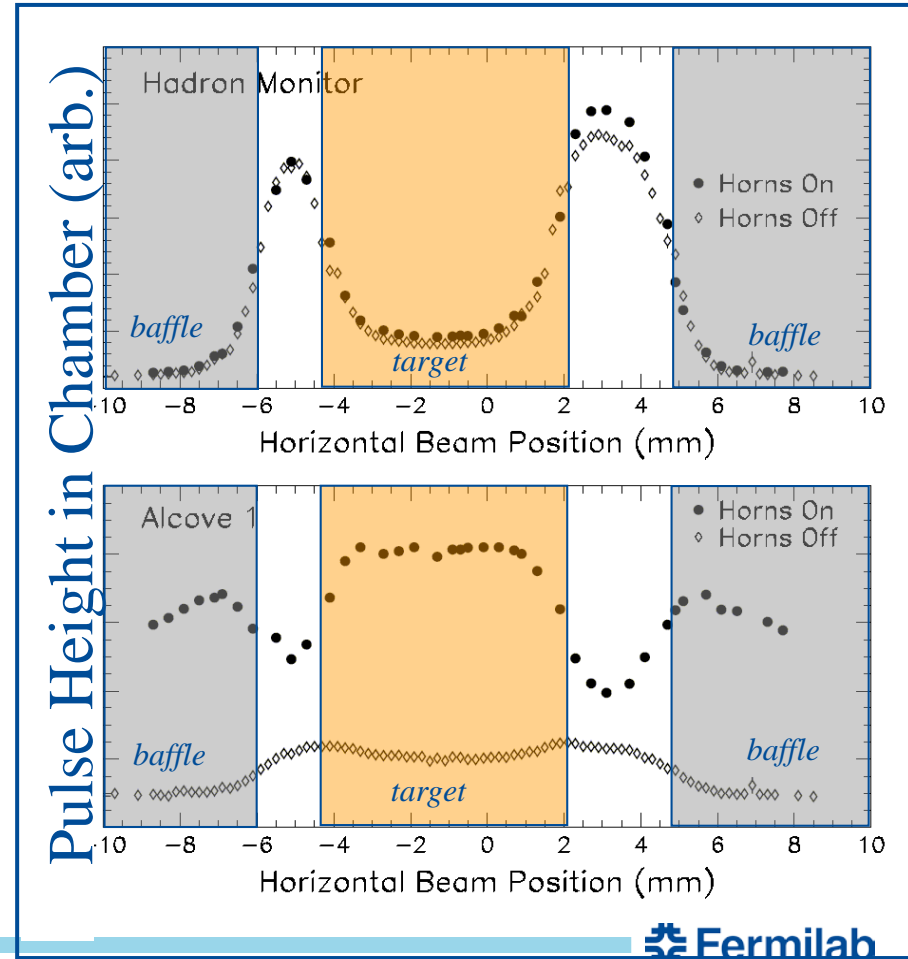 Pulse Height in Chamber (arb.)
Hadron Monitor
Horns On
Horns Off
baffle
target
baffle
-10 -8 -6 -4 -2 0 2 4 6 8 10
Horizontal Beam Position (mm)
Alcove 1
Horns On
Horns Off
baffle
target
baffle
-10 -8 -6 -4 -2 0 2 4 6 8 10
Horizontal Beam Position (mm)
Fermilab